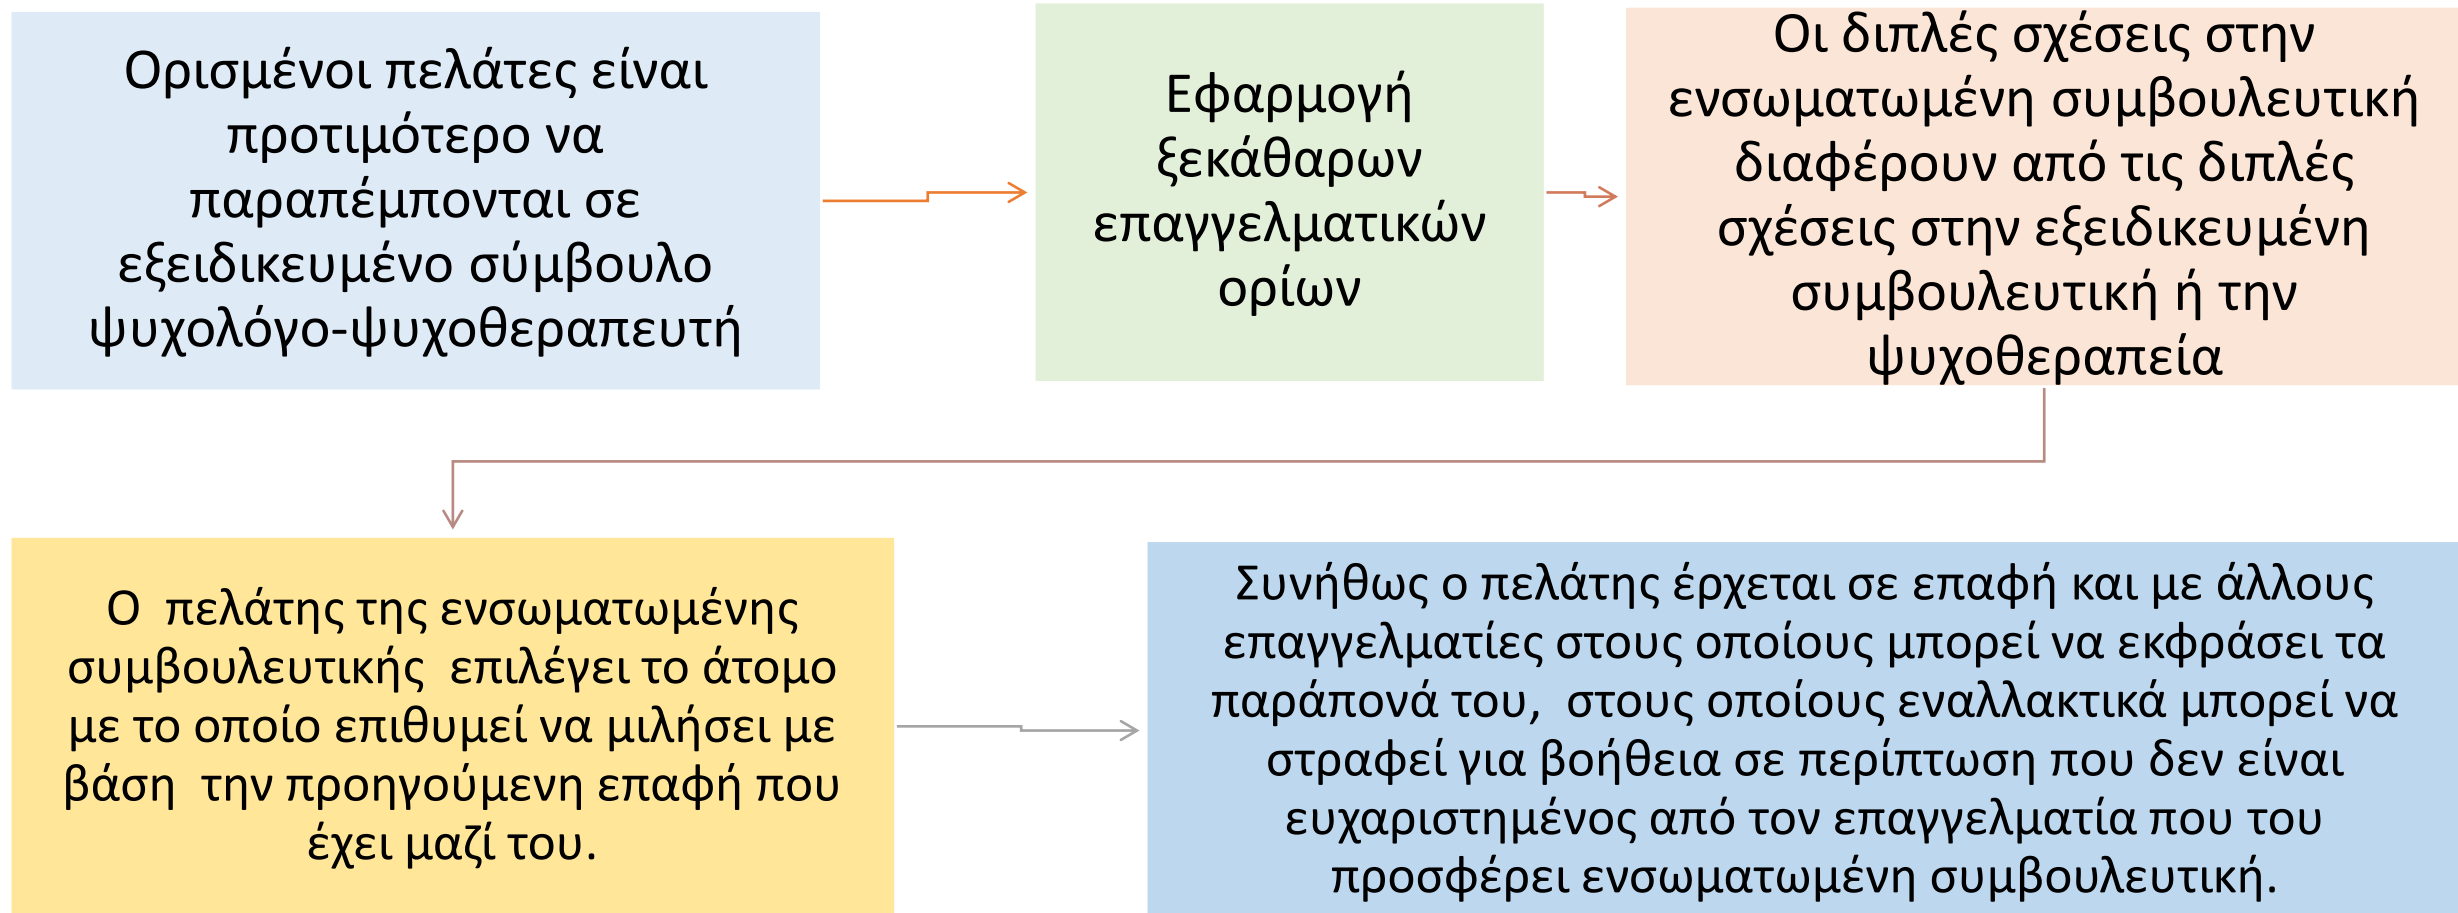 Ορισμένοι πελάτες είναι
προτιμότερο να
παραπέμπονται σε
εξειδικευμένο σύμβουλο
ψυχολόγο-ψυχοθεραπευτή
Εφαρμογή
ξεκάθαρων
επαγγελματικών
ορίων
Οι διπλές σχέσεις στην
ενσωματωμένη συμβουλευτική
διαφέρουν από τις διπλές
σχέσεις στην εξειδικευμένη
συμβουλευτική ή την
ψυχοθεραπεία
Ο  πελάτης της ενσωματωμένης
συμβουλευτικής  επιλέγει το άτομο
με το οποίο επιθυμεί να μιλήσει με
βάση  την προηγούμενη επαφή που
έχει μαζί του.
Συνήθως ο πελάτης έρχεται σε επαφή και με άλλους
επαγγελματίες στους οποίους μπορεί να εκφράσει τα
παράπονά του,  στους οποίους εναλλακτικά μπορεί να
στραφεί για βοήθεια σε περίπτωση που δεν είναι
ευχαριστημένος από τον επαγγελματία που του
προσφέρει ενσωματωμένη συμβουλευτική.